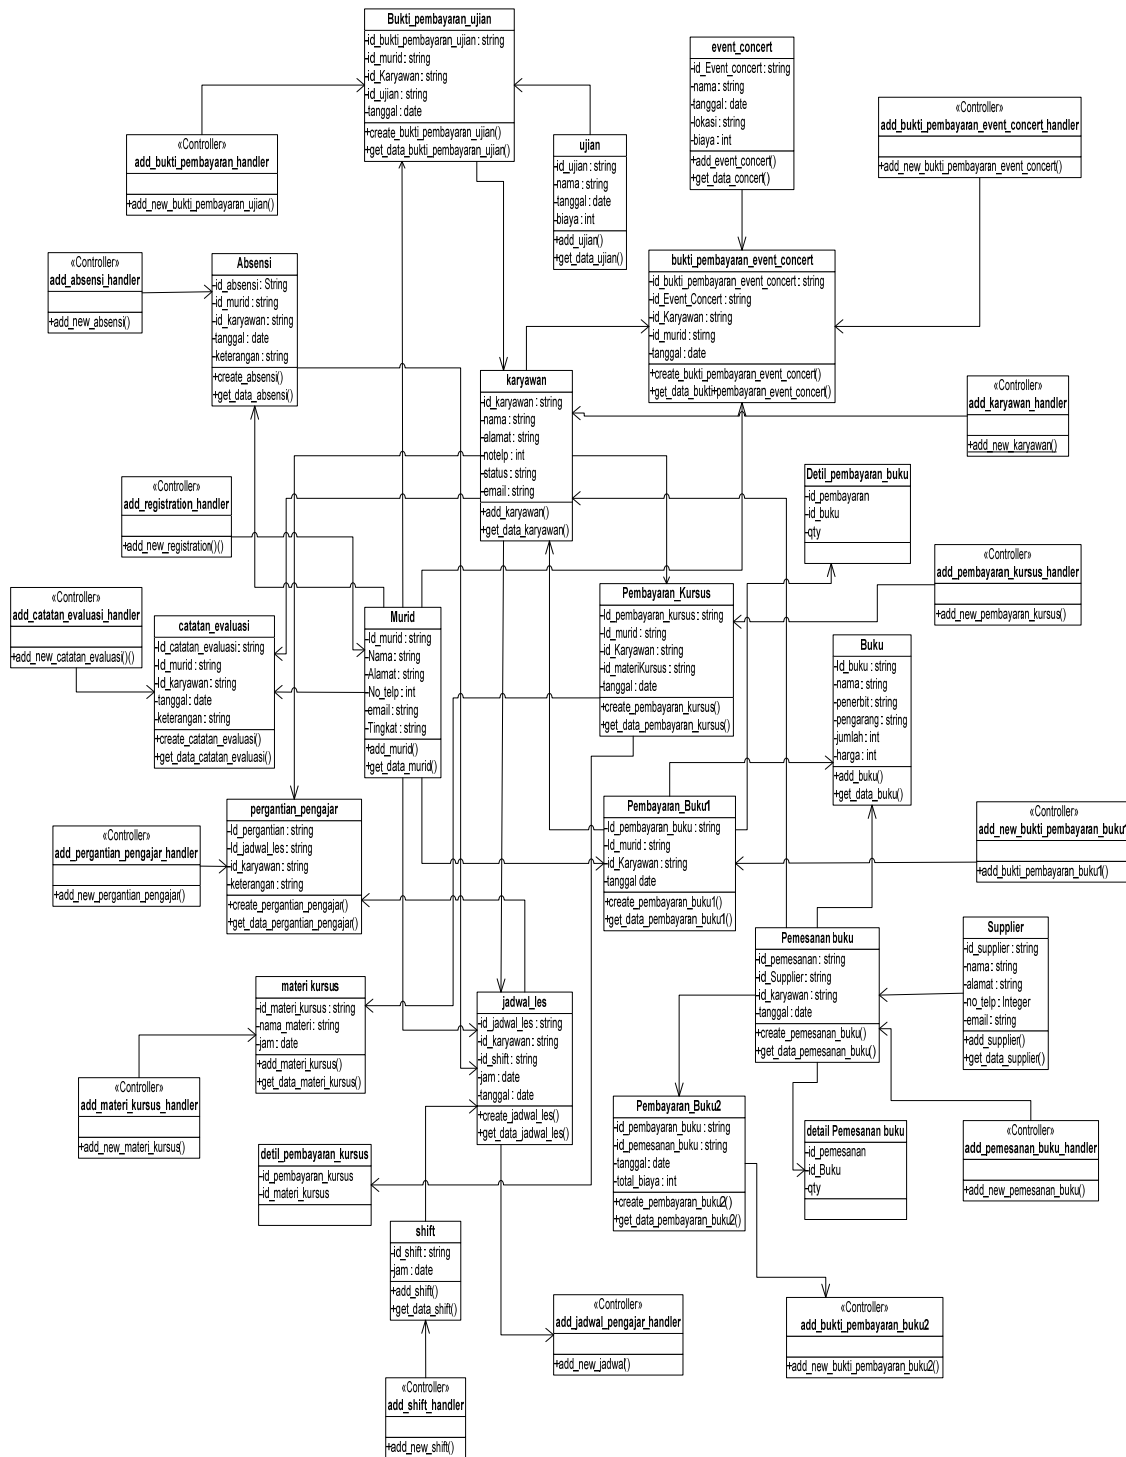 Bukti_pembayaran_ujian
-id_bukti_pembayaran_ujian : string
-id_murid : string
-id_Karyawan : string
-id_ujian : string
-tanggal : date
+create_bukti_pembayaran_ujian()
+get_data_bukti_pembayaran_ujian()
event_concert
-id_Event_concert : string
-nama : string
-tanggal : date
-lokasi : string
-biaya : int
+add_event_concert()
+get_data_concert()
«Controller»
add_bukti_pembayaran_event_concert_handler
+add_new_bukti_pembayaran_event_concert()
«Controller»
add_bukti_pembayaran_handler
+add_new_bukti_pembayaran_ujian()
ujian
-id_ujian : string
-nama : string
-tanggal : date
-biaya : int
+add_ujian()
+get_data_ujian()
«Controller»
add_absensi_handler
+add_new_absensi()
Absensi
-id_absensi : String
-id_murid : string
-id_karyawan : string
-tanggal : date
-keterangan : string
+create_absensi()
+get_data_absensi()
bukti_pembayaran_event_concert
-id_bukti_pembayaran_event_concert : string
-id_Event_Concert : string
-id_Karyawan : string
-id_murid : stirng
-tanggal : date
+create_bukti_pembayaran_event_concert()
+get_data_bukti+pembayaran_event_concert()
karyawan
-id_karyawan : string
-nama : string
-alamat : string
-notelp : int
-status : string
-email : string
+add_karyawan()
+get_data_karyawan()
«Controller»
add_karyawan_handler
+add_new_karyawan()
Detil_pembayaran_buku
-id_pembayaran
-id_buku
-qty
«Controller»
add_registration_handler
+add_new_registration()()
«Controller»
add_pembayaran_kursus_handler
+add_new_pembayaran_kursus()
«Controller»
add_catatan_evaluasi_handler
+add_new_catatan_evaluasi()()
catatan_evaluasi
-Id_catatan_evaluasi : string
-Id_murid : string
-Id_karyawan : string
-tanggal : date
-keterangan : string
+create_catatan_evaluasi()
+get_data_catatan_evaluasi()
Murid
-Id_murid : string
-Nama : string
-Alamat : string
-No_telp : int
-email : string
-Tingkat : string
+add_murid()
+get_data_murid()
Pembayaran_Kursus
-Id_pembayaran_kursus : string
-Id_murid : string
-id_Karyawan : string
-id_materiKursus : string
-tanggal : date
+create_pembayaran_kursus()
+get_data_pembayaran_kursus()
Buku
-Id_buku : string
-nama : string
-penerbit : string
-pengarang : string
-jumlah : int
-harga : int
+add_buku()
+get_data_buku()
«Controller»
add_pergantian_pengajar_handler
+add_new_pergantian_pengajar()
pergantian_pengajar
-Id_pergantian : string
-Id_jadwal_les : string
-id_karyawan : string
-keterangan : string
+create_pergantian_pengajar()
+get_data_pergantian_pengajar()
Pembayaran_Buku1
-Id_pembayaran_buku : string
-Id_murid : string
-id_Karyawan : string
-tanggal date
+create_pembayaran_buku1()
+get_data_pembayaran_buku1()
«Controller»
add_new_bukti_pembayaran_buku1
+add_bukti_pembayaran_buku1()
Pemesanan buku
-id_pemesanan : string
-id_Supplier : string
-id_karyawan : string
-tanggal : date
+create_pemesanan_buku()
+get_data_pemesanan_buku()
Supplier
-id_supplier : string
-nama : string
-alamat : string
-no_telp : Integer
-email : string
+add_supplier()
+get_data_supplier()
materi kursus
-id_materi_kursus : string
-nama_materi : string
-jam : date
+add_materi_kursus()
+get_data_materi_kursus()
jadwal_les
-id_jadwal_les : string
-id_karyawan : string
-id_shift : string
-jam : date
-tanggal : date
+create_jadwal_les()
+get_data_jadwal_les()
«Controller»
add_materi_kursus_handler
+add_new_materi_kursus()
Pembayaran_Buku2
-id_pembayaran_buku : string
-id_pemesanan_buku : string
-tanggal : date
-total_biaya : int
+create_pembayaran_buku2()
+get_data_pembayaran_buku2()
detail Pemesanan buku
-id_pemesanan
-id_Buku
-qty
«Controller»
add_pemesanan_buku_handler
+add_new_pemesanan_buku()
detil_pembayaran_kursus
-id_pembayaran_kursus
-id_materi_kursus
shift
-id_shift : string
-jam : date
+add_shift()
+get_data_shift()
«Controller»
add_jadwal_pengajar_handler
+add_new_jadwal()
«Controller»
add_bukti_pembayaran_buku2
+add_new_bukti_pembayaran_buku2()
«Controller»
add_shift_handler
+add_new_shift()